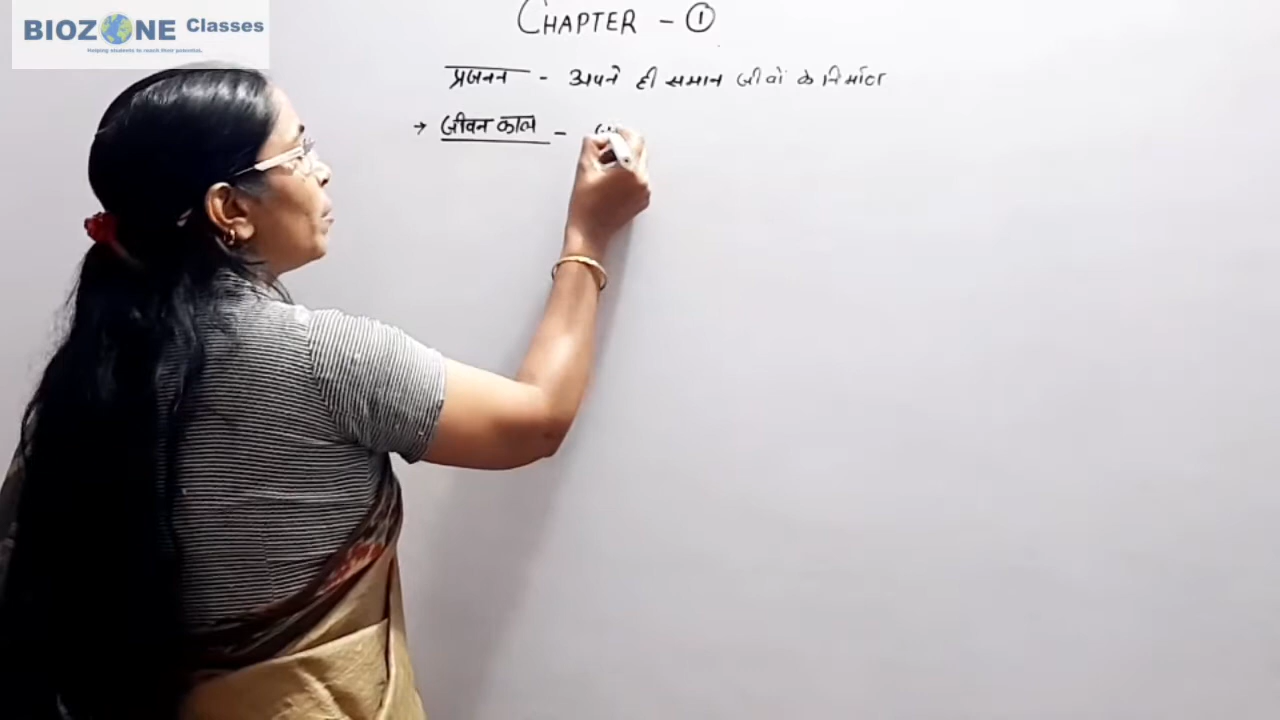 BIOZONE Classes
Helping students to reach their potential.
CHAPTER - ①
प्रजनन - अपने ही समान जीवों के निर्माण
→ जीवन काल -